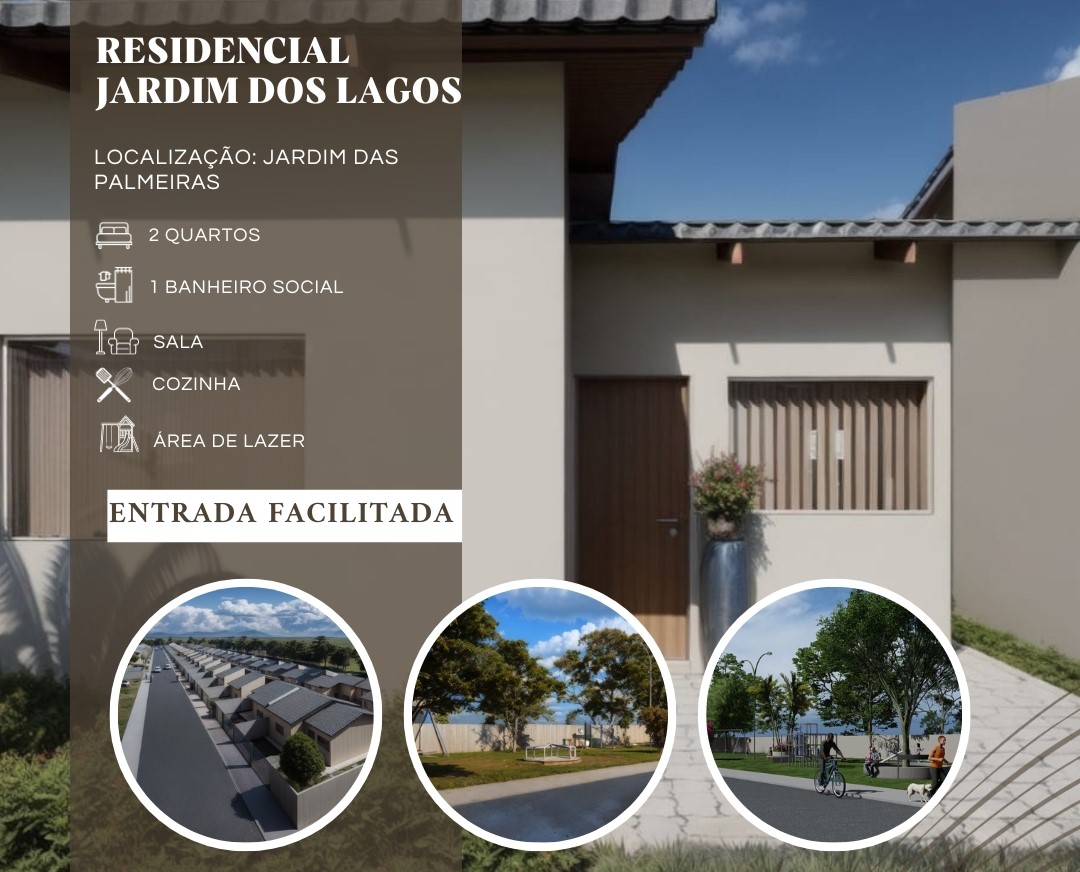 RESIDENCIAL
JARDIM DOS LAGOS
LOCALIZAÇÃO: JARDIM DAS
PALMEIRAS
2 QUARTOS
1 BANHEIRO SOCIAL
SALA
COZINHA
ÁREA DE LAZER
ENTRADA FACILITADA